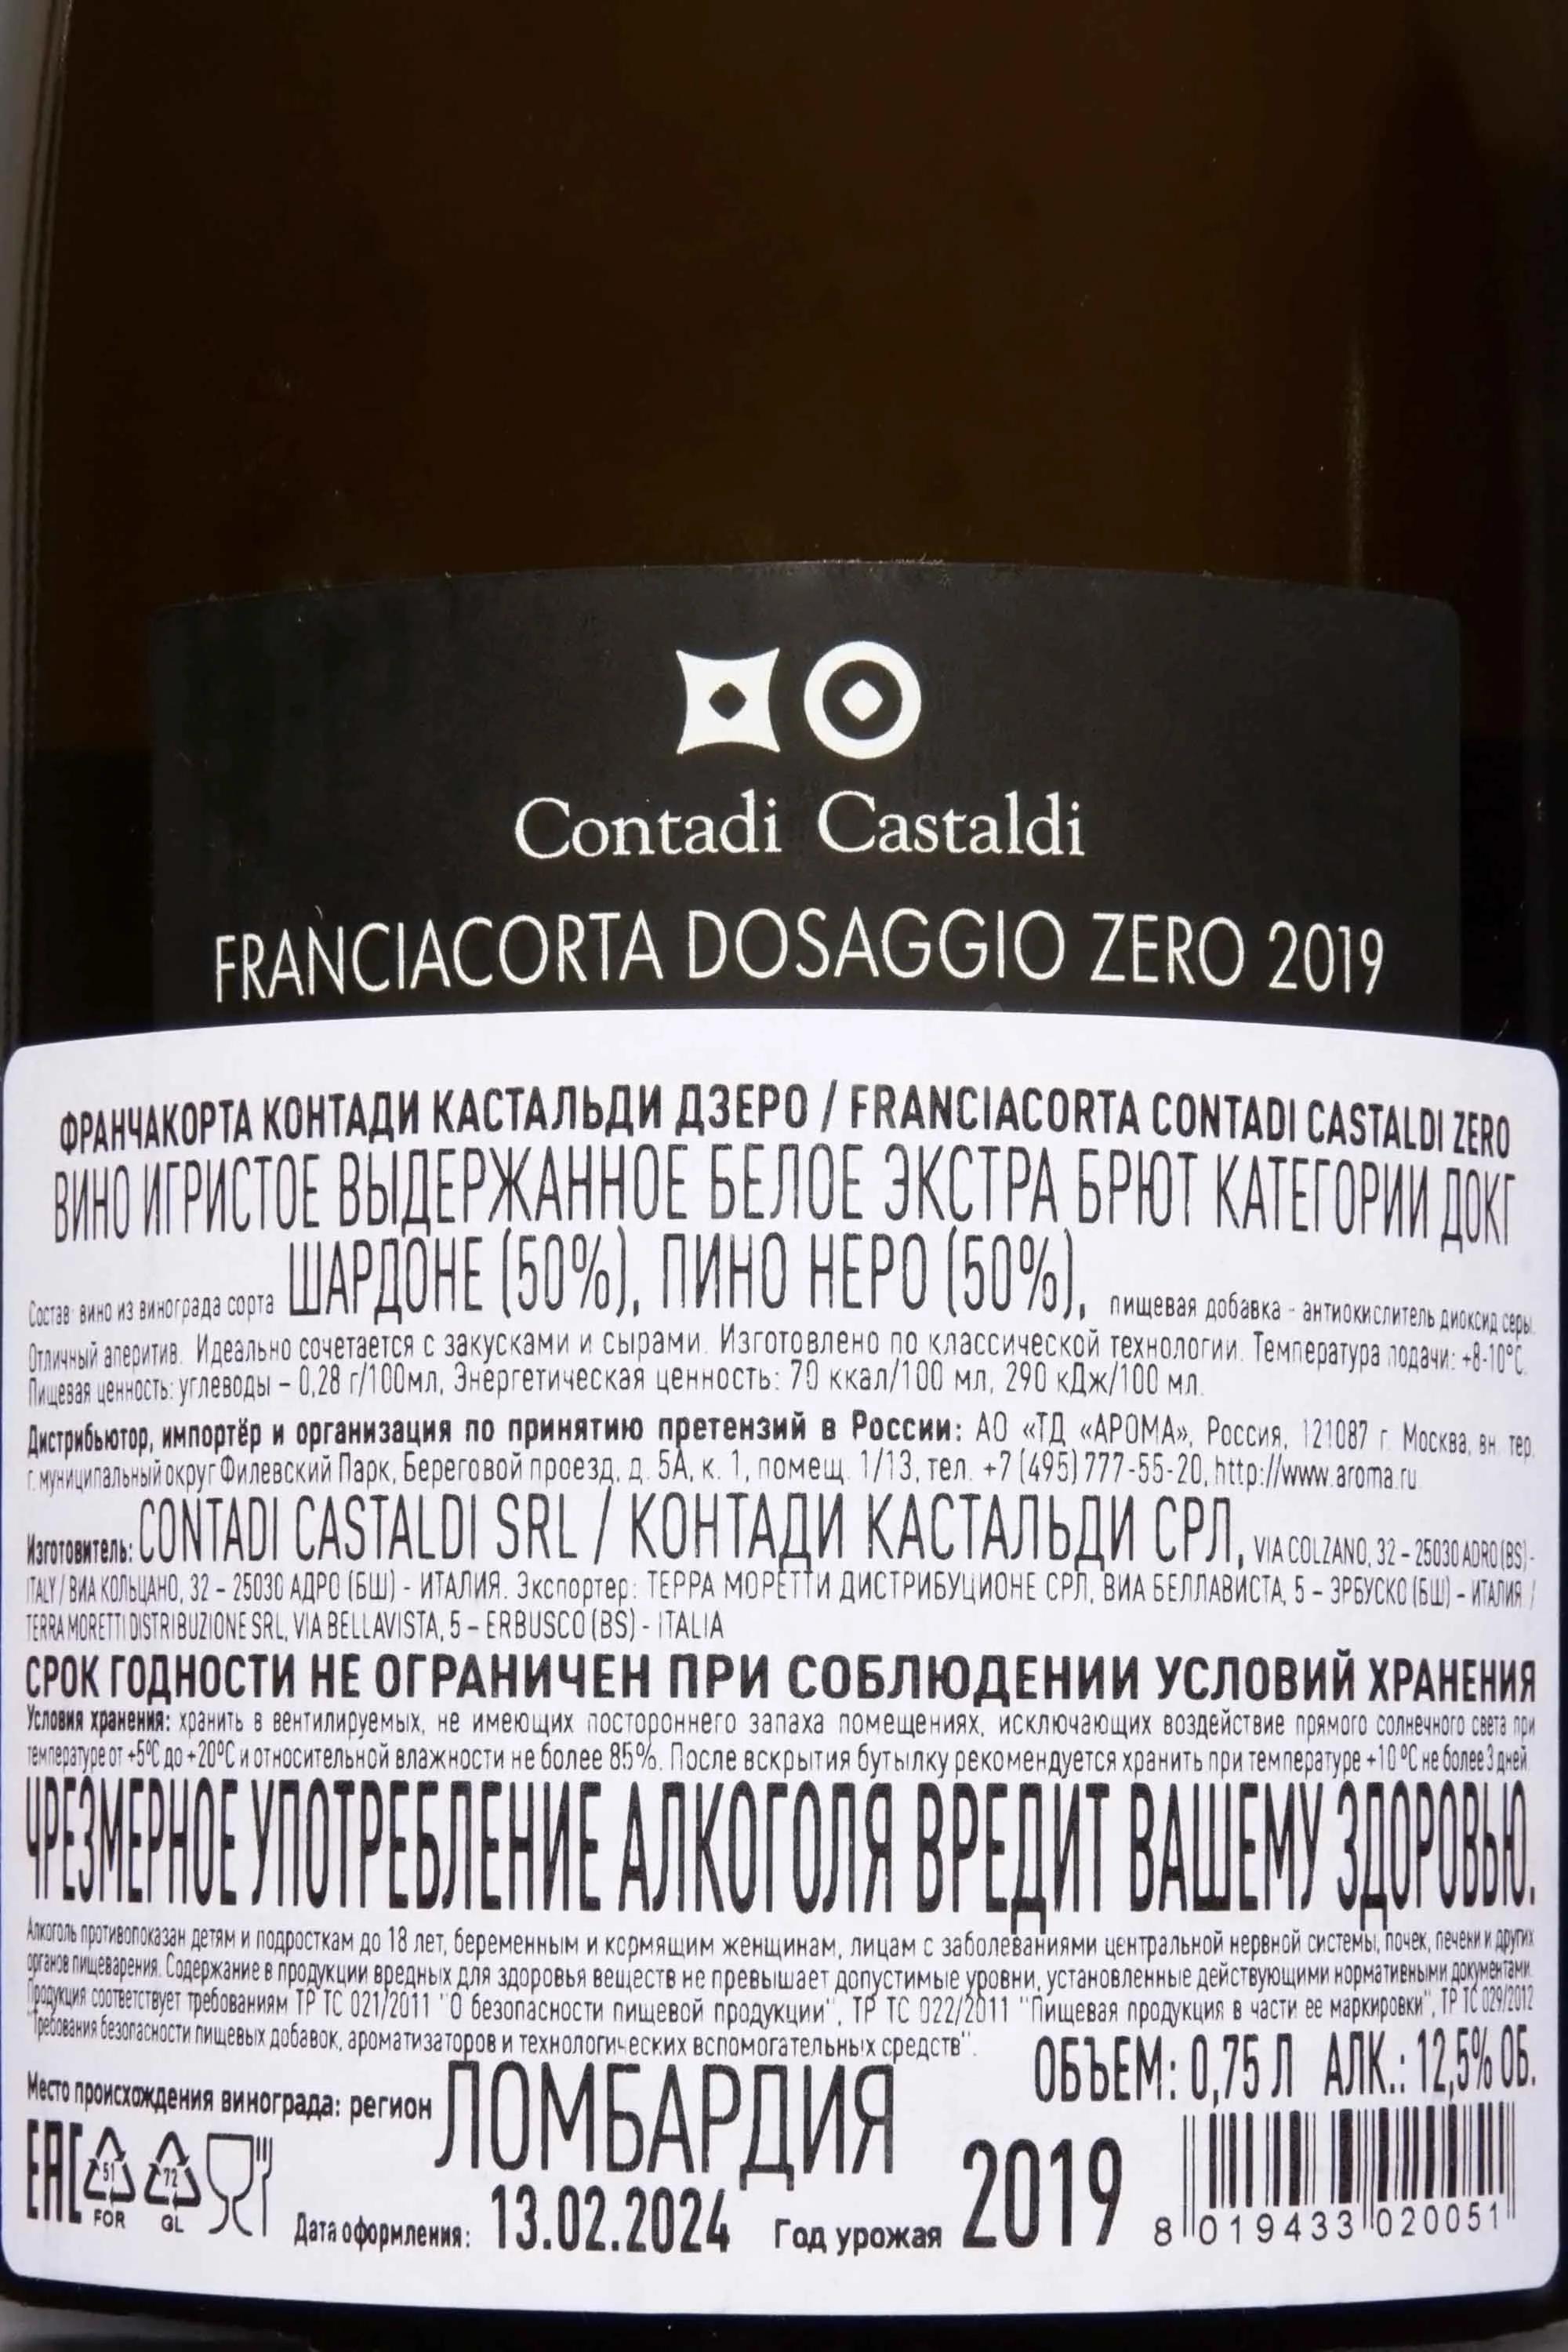 Contadi Castaldi
FRANCIACORTA DOSAGGIO ZERO 2019
ФРАНЧАКОРТА КОНТАДИ КАСТАЛЬДИ ДЗЕРО / FRANCIACORTA CONTADI CASTALDI ZERO
ВИНО ИГРИСТОЕ ВЫДЕРЖАННОЕ БЕЛОЕ ЭКСТРА БРЮТ КАТЕГОРИИ ДОКГ
Состав: вино из винограда сорта ШАРДОНЕ (50%), ПИНО НЕРО (50%), пищевая добавка - антиокислитель диоксид серы.
Отличный аперитив. Идеально сочетается с закусками и сырами. Изготовлено по классической технологии. Температура подачи: +8-10°C.
Пищевая ценность: углеводы – 0,28 г/100мл, Энергетическая ценность: 70 ккал/100 мл, 290 кДж/100 мл.
Дистрибьютор, импортёр и организация по принятию претензий в России: АО «ТД «АРОМА», Россия, 121087 г. Москва, вн. тер.
г. муниципальный округ Филевский Парк, Береговой проезд, д. 5А, к. 1, помещ. 1/13, тел. +7 (495) 777-55-20, http://www.aroma.ru
Изготовитель: CONTADI CASTALDI SRL / КОНТАДИ КАСТАЛЬДИ СРЛ, VIA COLZANO, 32 – 25030 ADRO (BS) -
ITALY / ВИА КОЛЬЦАНО, 32 – 25030 АДРО (БШ) - ИТАЛИЯ. Экспортер: ТЕРРА МОРЕТТИ ДИСТРИБУЦИОНЕ СРЛ, ВИА БЕЛЛАВИСТА, 5 – ЭРБУСКО (БШ) – ИТАЛИЯ /
TERRA MORETTI DISTRIBUZIONE SRL, VIA BELLAVISTA, 5 – ERBUSCO (BS) - ITALIA
СРОК ГОДНОСТИ НЕ ОГРАНИЧЕН ПРИ СОБЛЮДЕНИИ УСЛОВИЙ ХРАНЕНИЯ
Условия хранения: хранить в вентилируемых, не имеющих постороннего запаха помещениях, исключающих воздействие прямого солнечного света при
температуре от +5°C до +20°C и относительной влажности не более 85%. После вскрытия бутылку рекомендуется хранить при температуре +10°C не более 3 дней
ЧРЕЗМЕРНОЕ УПОТРЕБЛЕНИЕ АЛКОГОЛЯ ВРЕДИТ ВАШЕМУ ЗДОРОВЬЮ.
Алкоголь противопоказан детям и подросткам до 18 лет, беременным и кормящим женщинам, лицам с заболеваниями центральной нервной системы, почек, печени и других
органов пищеварения. Содержание в продукции вредных для здоровья веществ не превышает допустимые уровни, установленные действующими нормативными документами.
Продукция соответствует требованиям ТР ТС 021/2011 "О безопасности пищевой продукции", ТР ТС 022/2011 "Пищевая продукция в части ее маркировки", ТР ТС 029/2012
"Требования безопасности пищевых добавок, ароматизаторов и технологических вспомогательных средств".
ОБЪЕМ: 0,75 Л АЛК.: 12,5% ОБ.
Место происхождения винограда: регион ЛОМБАРДИЯ
EAC 51 FOR 72 GL
Дата оформления: 13.02.2024 Год урожая 2019
8 019433 020051